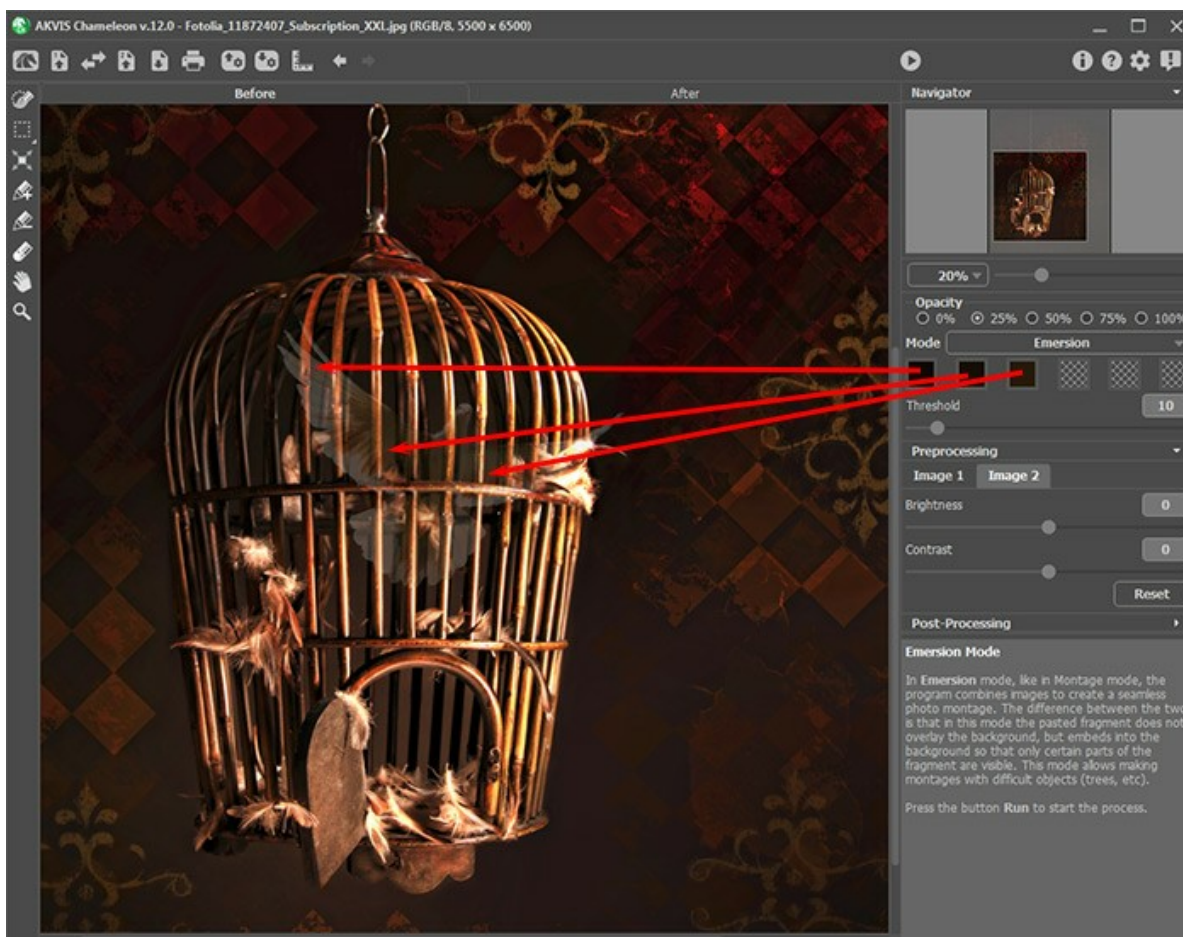 AKVIS Chameleon v.12.0 - Fotolia_11872407_Subscription_XXL.jpg (RGB/8, 5500 x 6500)
Before
After
Navigator
20%
Opacity
0% 25% 50% 75% 100%
Mode Emersion
Threshold 10
Preprocessing
Image 1 Image 2
Brightness 0
Contrast 0
Reset
Post-Processing
Emersion Mode
In Emersion mode, like in Montage mode, the
program combines images to create a seamless
photo montage. The difference between the two
is that in this mode the pasted fragment does not
overlay the background, but embeds into the
background so that only certain parts of the
fragment are visible. This mode allows making
montages with difficult objects (trees, etc).
Press the button Run to start the process.